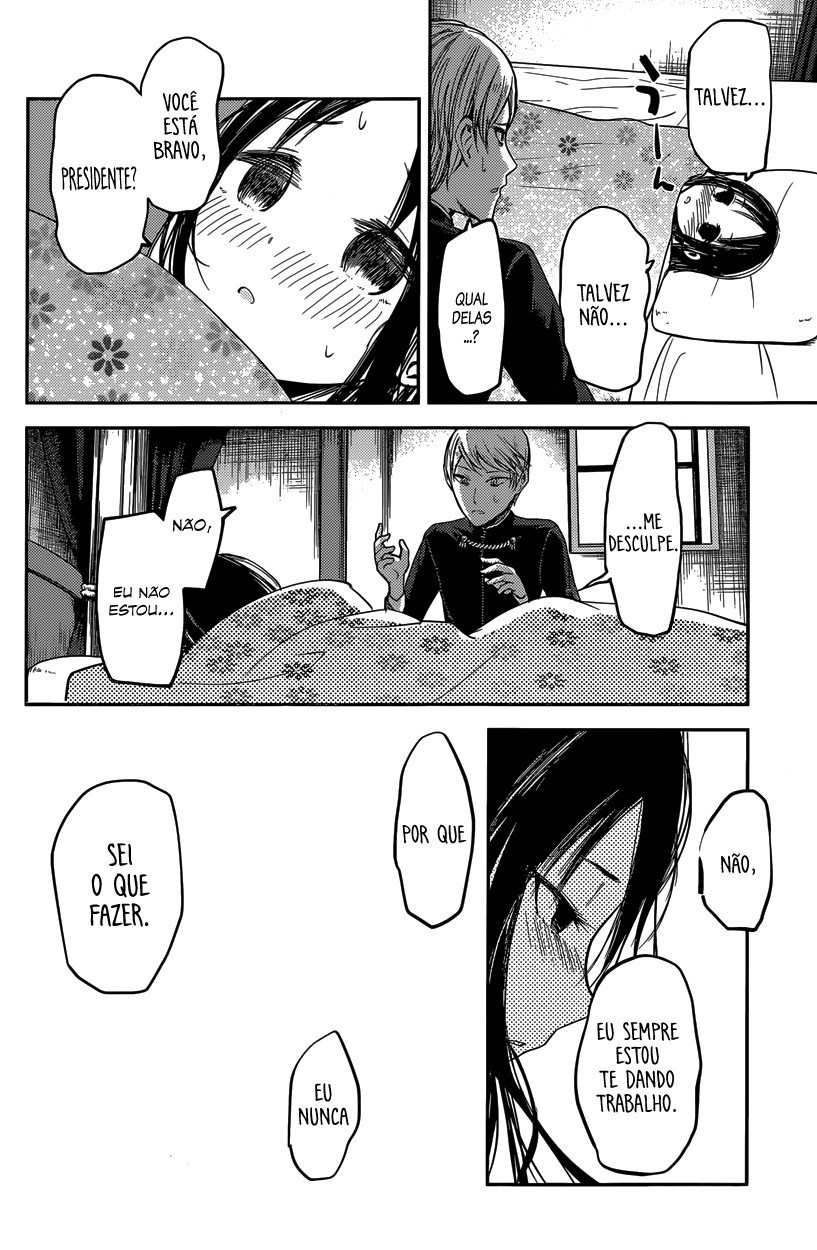 TALVEZ...
TALVEZ
NÃO...
QUAL
DELAS
...?
VOCÊ
ESTÁ
BRAVO,
PRESIDENTE?
...ME
DESCULPE.
NÃO,
EU NÃO
ESTOU...
NÃO,
EU SEMPRE
ESTOU
TE DANDO
TRABALHO.
POR QUE
EU
NUNCA
SEI
O QUE
FAZER.